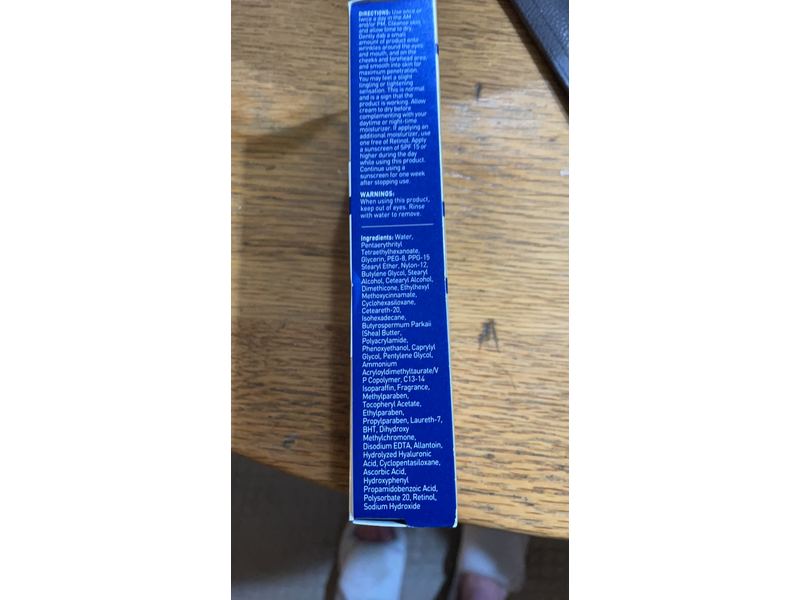 DIRECTIONS: Use once or
twice a day in the AM
and/or PM. Cleanse skin
and allow time to dry.
Gently dab a small
amount of product onto
wrinkles around the eyes
and mouth, and on the
cheeks and forehead area,
and smooth into skin for
maximum penetration.
You may feel a slight
tingling or tightening
sensation. This is normal
and is a sign that the
product is working. Allow
cream to dry before
complementing with your
daytime or night-time
moisturizer. If applying an
additional moisturizer, use
one free of Retinol. Apply
a sunscreen of SPF 15 or
higher during the day
while using this product.
Continue using a
sunscreen for one week
after stopping use.
WARNINGS:
When using this product,
keep out of eyes. Rinse
with water to remove.
Ingredients: Water,
Pentaerythrityl
Tetraethylhexanoate,
Glycerin, PEG-8, PPG-15
Stearyl Ether, Nylon-12,
Butylene Glycol, Stearyl
Alcohol, Cetearyl Alcohol,
Dimethicone, Ethylhexyl
Methoxycinnamate,
Cyclohexasiloxane,
Ceteareth-20,
Isohexadecane,
Butyrospermum Parkaii
(Shea) Butter,
Polyacrylamide,
Phenoxyethanol, Caprylyl
Glycol, Pentylene Glycol,
Ammonium
Acryloyldimethyltaurate/V
P Copolymer, C13-14
Isoparaffin, Fragrance,
Methylparaben,
Tocopheryl Acetate,
Ethylparaben,
Propylparaben, Laureth-7,
BHT, Dihydroxy
Methylchromone,
Disodium EDTA, Allantoin,
Hydrolyzed Hyaluronic
Acid, Cyclopentasiloxane,
Ascorbic Acid,
Hydroxyphenyl
Propamidobenzoic Acid,
Polysorbate 20, Retinol,
Sodium Hydroxide